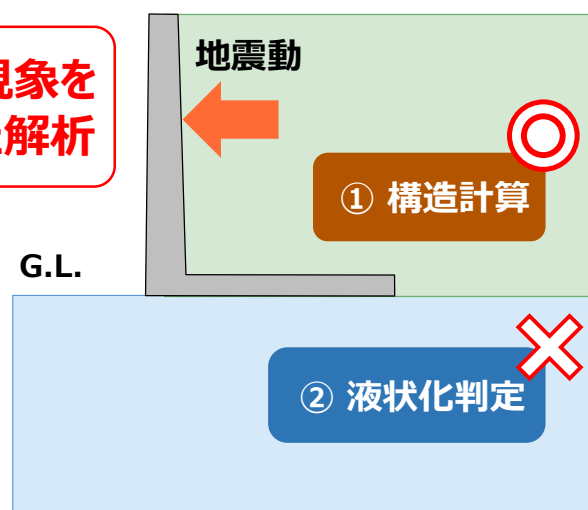 現象を
解析
地震動
① 構造計算
G.L.
② 液状化判定